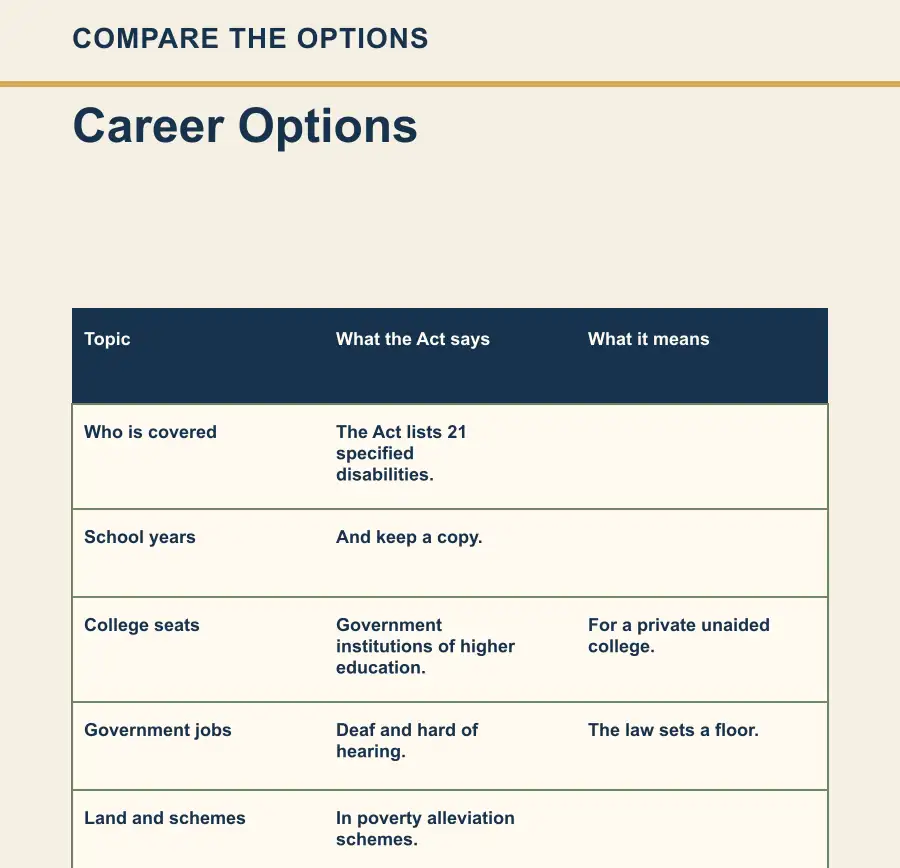 COMPARE THE OPTIONS
Career Options
Topic What the Act says What it means
Who is covered The Act lists 21
specified
disabilities.
School years And keep a copy.
College seats Government For a private unaided
institutions of higher college.
education.
Government jobs Deaf and hard of The law sets a floor.
hearing.
Land and schemes In poverty alleviation
schemes.